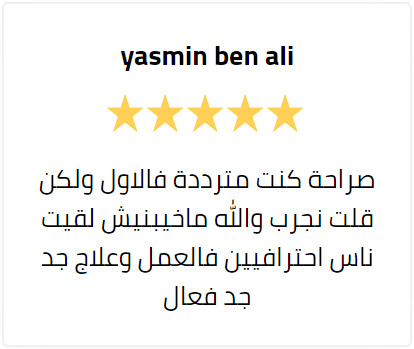 yasmin ben ali
صراحة كنت مترددة فالاول ولكن
قلت نجرب والله ماخيبنيش لقيت
ناس احترافيين فالعمل وعلاج جد
جد فعال